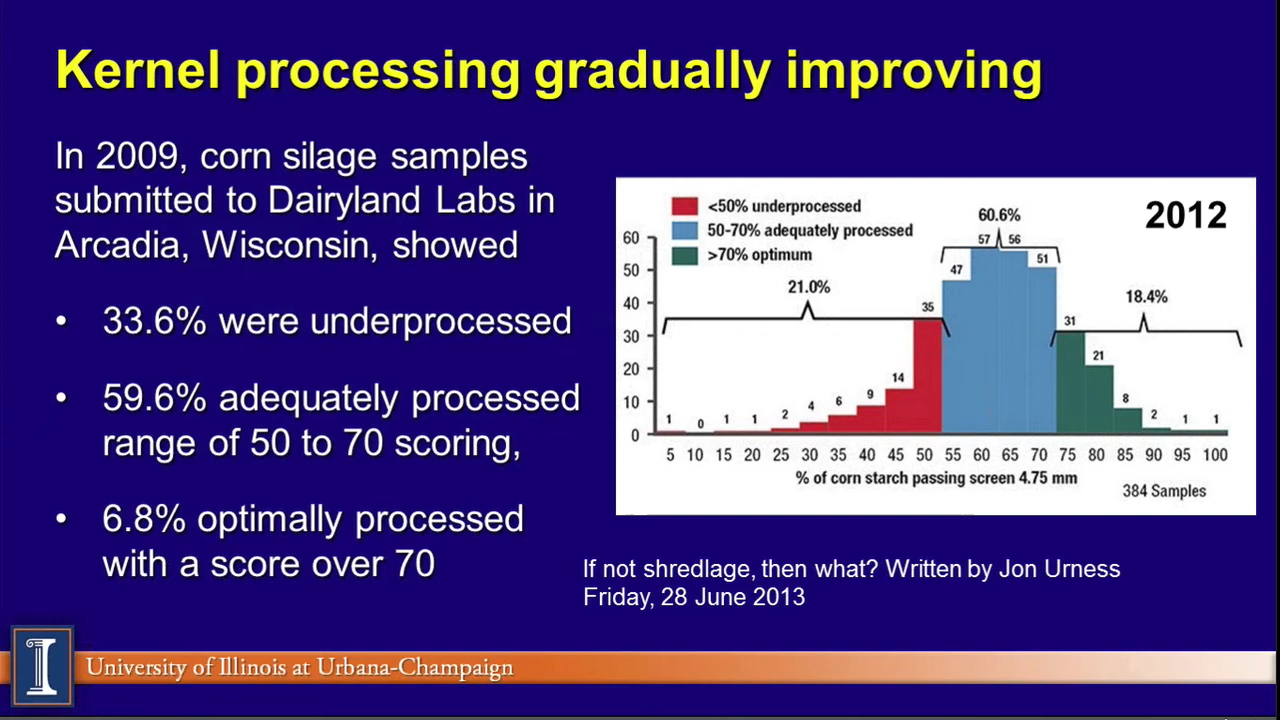 Kernel processing gradually improving
In 2009, corn silage samples
submitted to Dairyland Labs in
Arcadia, Wisconsin, showed
• 33.6% were underprocessed
• 59.6% adequately processed
range of 50 to 70 scoring,
• 6.8% optimally processed
with a score over 70
2012
<50% underprocessed
50-70% adequately processed
>70% optimum
60.6%
21.0%
18.4%
60
50
40
30
20
10
0
1 0 1 1 2 4 6 9 14 35 47 57 56 51 31 21 8 2 1 1
5 10 15 20 25 30 35 40 45 50 55 60 65 70 75 80 85 90 95 100
% of corn starch passing screen 4.75 mm
384 Samples
If not shredlage, then what? Written by Jon Urness
Friday, 28 June 2013
I
University of Illinois at Urbana-Champaign